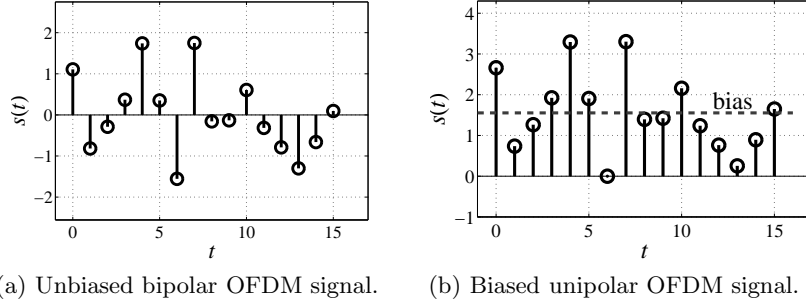 2
1
0
−1
−2
s(t)
0
5
10
15
t
4
3
2
1
0
−1
s(t)
bias
0
5
10
15
t
(a) Unbiased bipolar OFDM signal.
(b) Biased unipolar OFDM signal.